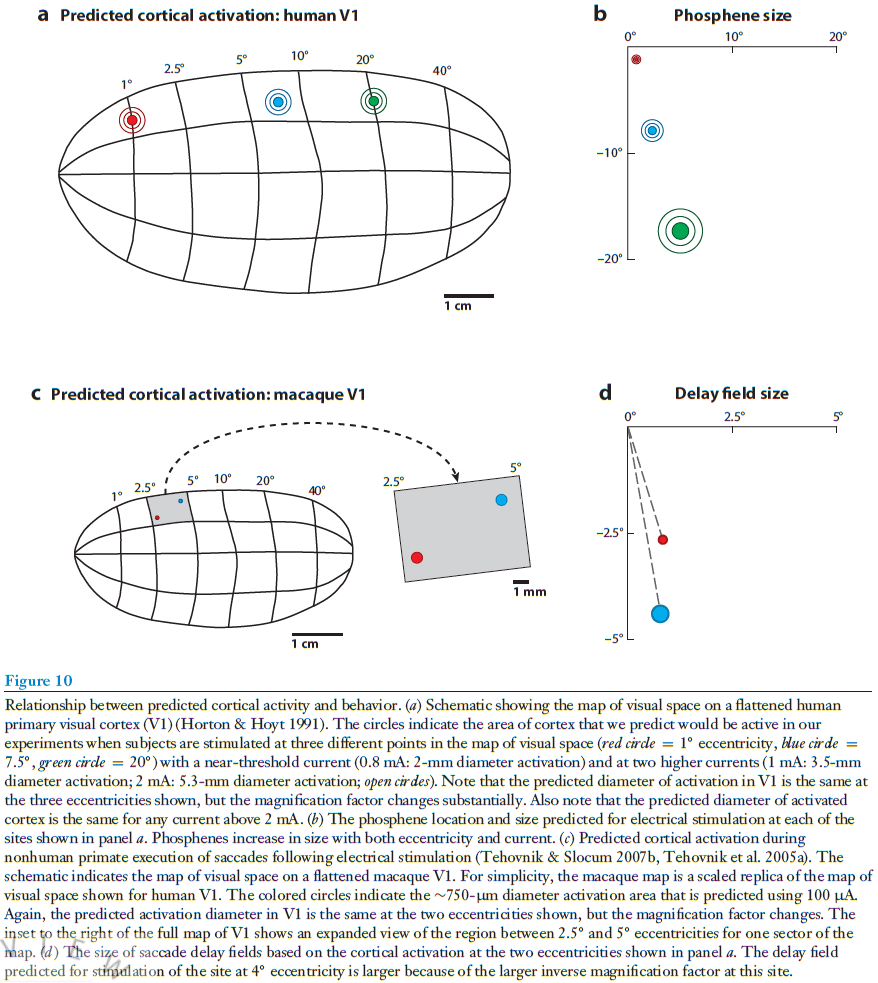 a Predicted cortical activation: human V1
1° 2.5° 5° 10° 20° 40°
1 cm
b Phosphene size
0° 10° 20°
−10°
−20°
c Predicted cortical activation: macaque V1
1° 2.5° 5° 10° 20° 40°
1 cm
2.5° 5°
1 mm
d Delay field size
0° 2.5° 5°
−2.5°
−5°
Figure 10
Relationship between predicted cortical activity and behavior. (a) Schematic showing the map of visual space on a flattened human
primary visual cortex (V1) (Horton & Hoyt 1991). The circles indicate the area of cortex that we predict would be active in our
experiments when subjects are stimulated at three different points in the map of visual space (red circle = 1° eccentricity, blue circle =
7.5°, green circle = 20°) with a near-threshold current (0.8 mA: 2-mm diameter activation) and at two higher currents (1 mA: 3.5-mm
diameter activation; 2 mA: 5.3-mm diameter activation; open circles). Note that the predicted diameter of activation in V1 is the same at
the three eccentricities shown, but the magnification factor changes substantially. Also note that the predicted diameter of activated
cortex is the same for any current above 2 mA. (b) The phosphene location and size predicted for electrical stimulation at each of the
sites shown in panel a. Phosphenes increase in size with both eccentricity and current. (c) Predicted cortical activation during
nonhuman primate execution of saccades following electrical stimulation (Tehovnik & Slocum 2007b, Tehovnik et al. 2005a). The
schematic indicates the map of visual space on a flattened macaque V1. For simplicity, the macaque map is a scaled replica of the map of
visual space shown for human V1. The colored circles indicate the ~750-μm diameter activation area that is predicted using 100 μA.
Again, the predicted activation diameter in V1 is the same at the two eccentricities shown, but the magnification factor changes. The
inset to the right of the full map of V1 shows an expanded view of the region between 2.5° and 5° eccentricities for one sector of the
map. (d) The size of saccade delay fields based on the cortical activation at the two eccentricities shown in panel a. The delay field
predicted for stimulation of the site at 4° eccentricity is larger because of the larger inverse magnification factor at this site.